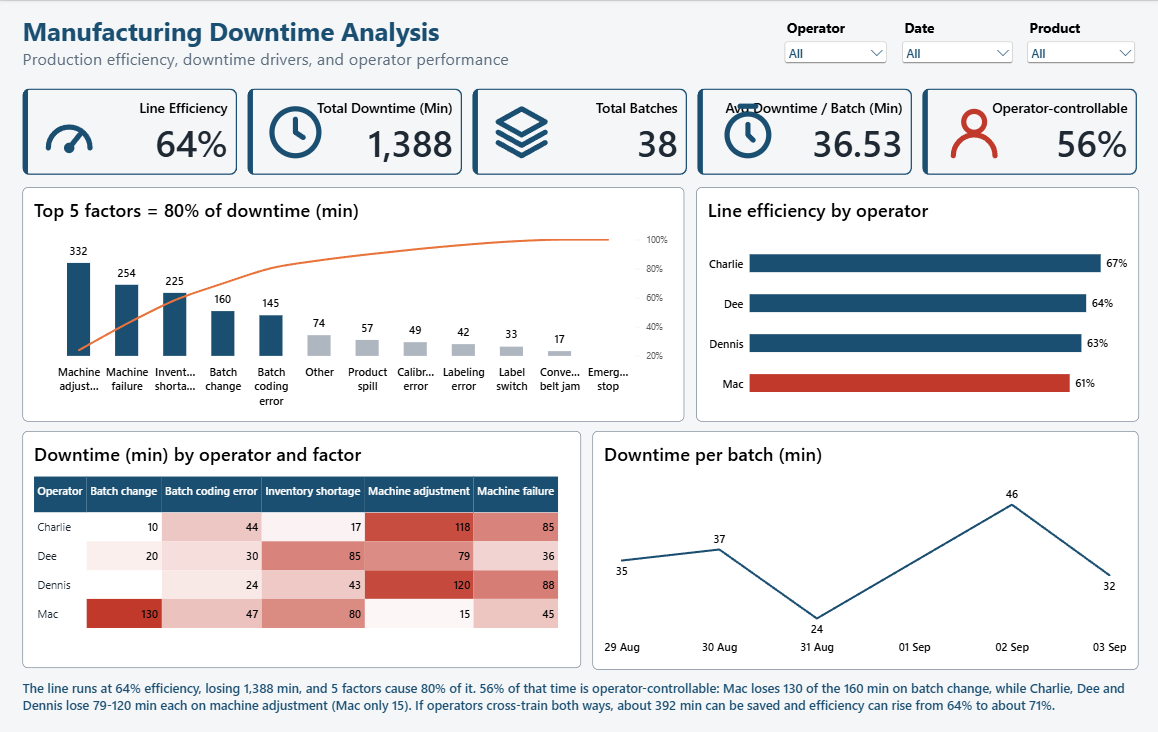 Manufacturing Downtime Analysis
Production efficiency, downtime drivers, and operator performance
Operator Date Product
All All All
Line Efficiency
64%
Total Downtime (Min)
1,388
Total Batches
38
Avg Downtime / Batch (Min)
36.53
Operator-controllable
56%
Top 5 factors = 80% of downtime (min)
332
254
225
160
145
74
57
49
42
33
17
100%
80%
60%
40%
20%
Machine adjust...
Machine failure
Invent... shorta...
Batch change
Batch coding error
Other
Product spill
Calibr... error
Labeling error
Label switch
Conve... belt jam
Emerg... stop
Line efficiency by operator
Charlie 67%
Dee 64%
Dennis 63%
Mac 61%
Downtime (min) by operator and factor
Operator Batch change Batch coding error Inventory shortage Machine adjustment Machine failure
Charlie 10 44 17 118 85
Dee 20 30 85 79 36
Dennis 24 43 120 88
Mac 130 47 80 15 45
Downtime per batch (min)
35
37
24
46
32
29 Aug 30 Aug 31 Aug 01 Sep 02 Sep 03 Sep
The line runs at 64% efficiency, losing 1,388 min, and 5 factors cause 80% of it. 56% of that time is operator-controllable: Mac loses 130 of the 160 min on batch change, while Charlie, Dee and
Dennis lose 79-120 min each on machine adjustment (Mac only 15). If operators cross-train both ways, about 392 min can be saved and efficiency can rise from 64% to about 71%.